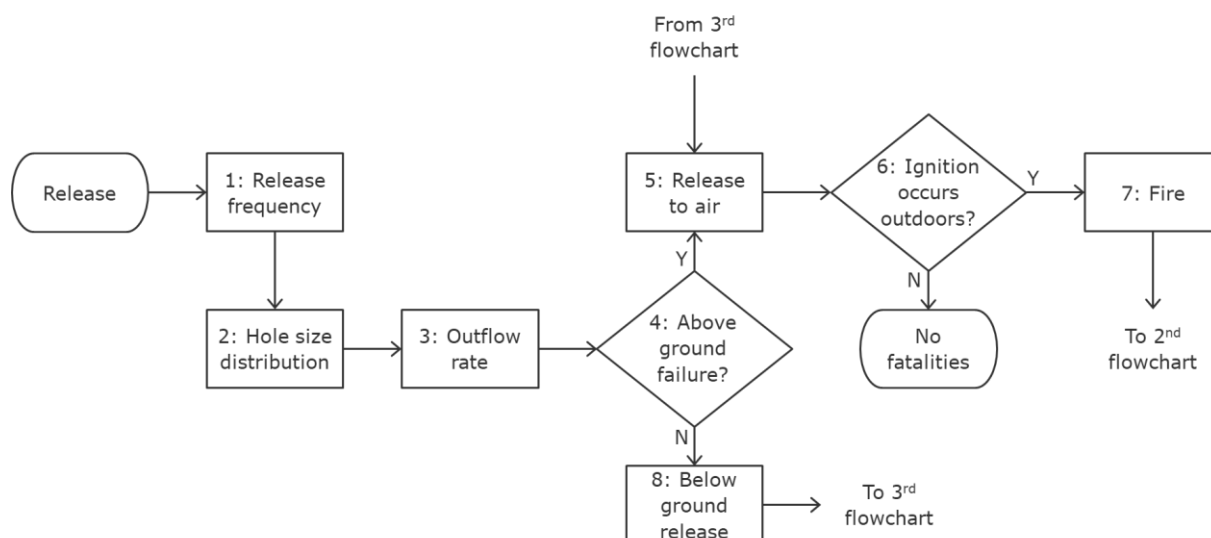 From 3rd
flowchart
Release
1: Release
frequency
5: Release
to air
6: Ignition
occurs
outdoors?
Y
7: Fire
Y
N
2: Hole size
distribution
3: Outflow
rate
4: Above
ground
failure?
No
fatalities
To 2nd
flowchart
N
8: Below
ground
release
To 3rd
flowchart